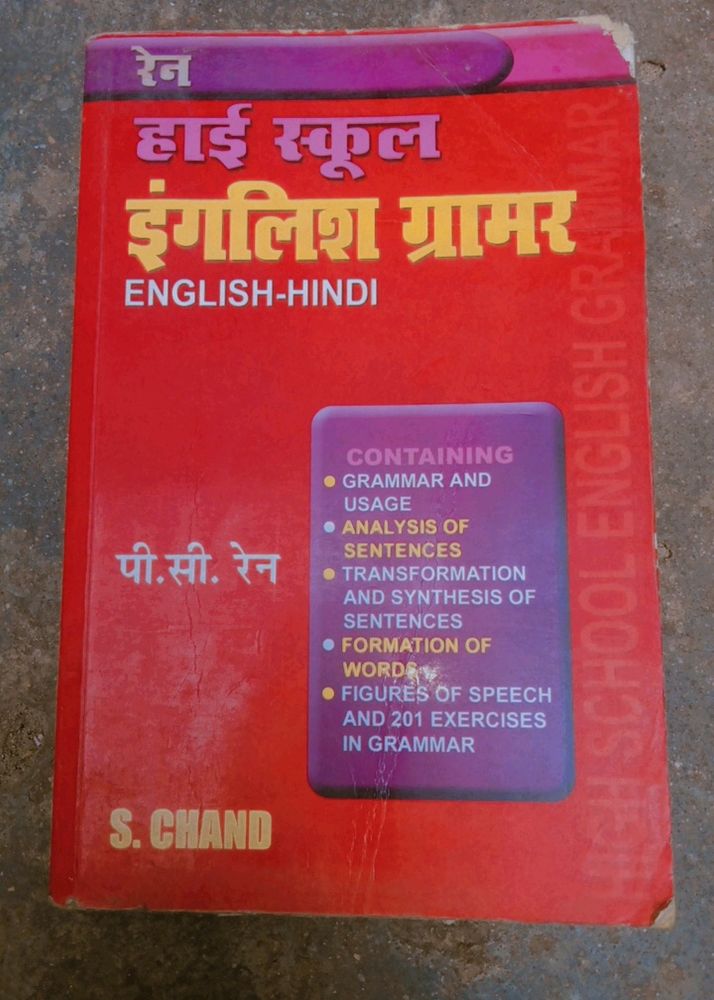 रेन
हाई स्कूल
इंगलिश ग्रामर
ENGLISH-HINDI
CONTAINING
GRAMMAR AND
USAGE
ANALYSIS OF
SENTENCES
TRANSFORMATION
AND SYNTHESIS OF
SENTENCES
FORMATION OF
WORDS
FIGURES OF SPEECH
AND 201 EXERCISES
IN GRAMMAR
पी.सी. रेन
S. CHAND
HIGH SCHOOL ENGLISH GRAMMAR